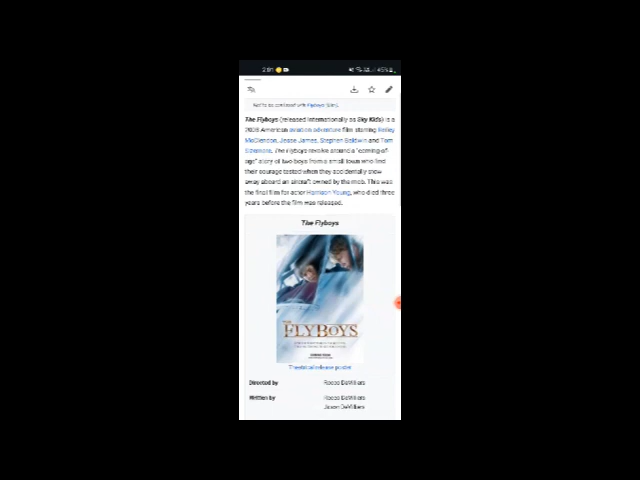 Not to be confused with Flyboys (film).
The Flyboys (released internationally as Sky Kids) is a
2008 American aviation adventure film starring Reiley
McClendon, Jesse James, Stephen Baldwin and Tom
Sizemore. The Flyboys revolve around a "coming-of-
age" story of two boys from a small town who find
their courage tested when they accidentally stow
away aboard an aircraft owned by the mob. This was
the final film for actor Harrison Young, who died three
years before the film was released.
The Flyboys
THE
FLYBOYS
Theatrical release poster
Directed by Rocco DeVilliers
Written by Rocco DeVilliers
Jason DeVilliers